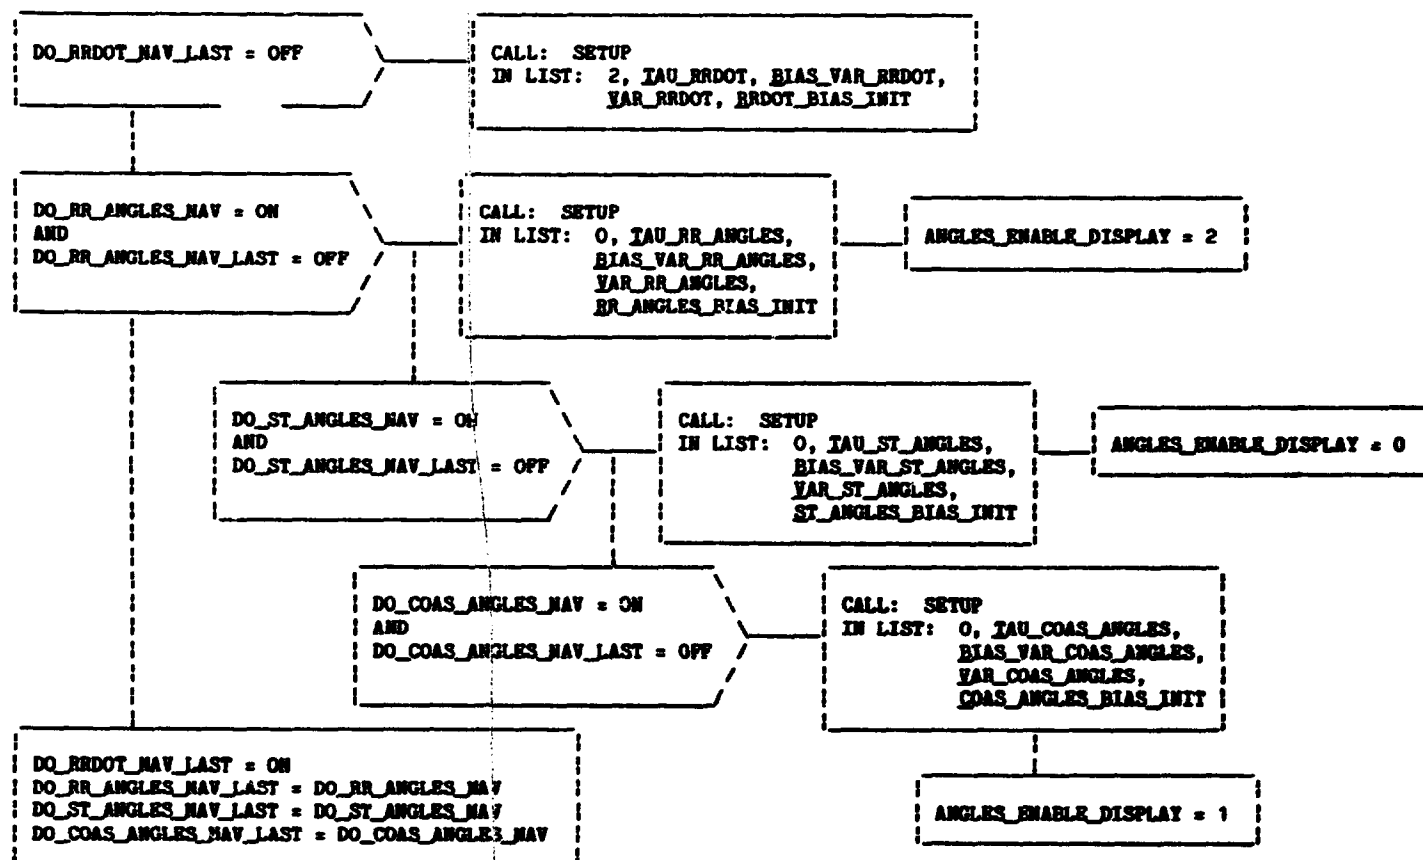 DO_RRDOT_NAV_LAST = OFF
CALL: SETUP
IN LIST: 2, TAU_RRDOT, BIAS_VAR_RRDOT,
VAR_RRDOT, RRDOT_BIAS_INIT
DO_RR_ANGLES_NAV = ON
AND
DO_RR_ANGLES_NAV_LAST = OFF
CALL: SETUP
IN LIST: 0, TAU_RR_ANGLES,
BIAS_VAR_RR_ANGLES,
VAR_RR_ANGLES,
RR_ANGLES_BIAS_INIT
ANGLES_ENABLE_DISPLAY = 2
DO_ST_ANGLES_NAV = ON
AND
DO_ST_ANGLES_NAV_LAST = OFF
CALL: SETUP
IN LIST: 0, TAU_ST_ANGLES,
BIAS_VAR_ST_ANGLES,
VAR_ST_ANGLES,
ST_ANGLES_BIAS_INIT
ANGLES_ENABLE_DISPLAY = 0
DO_COAS_ANGLES_NAV = ON
AND
DO_COAS_ANGLES_NAV_LAST = OFF
CALL: SETUP
IN LIST: 0, TAU_COAS_ANGLES,
BIAS_VAR_COAS_ANGLES,
VAR_COAS_ANGLES,
COAS_ANGLES_BIAS_INIT
DO_RRDOT_NAV_LAST = ON
DO_RR_ANGLES_NAV_LAST = DO_RR_ANGLES_NAV
DO_ST_ANGLES_NAV_LAST = DO_ST_ANGLES_NAV
DO_COAS_ANGLES_NAV_LAST = DO_COAS_ANGLES_NAV
ANGLES_ENABLE_DISPLAY = 1